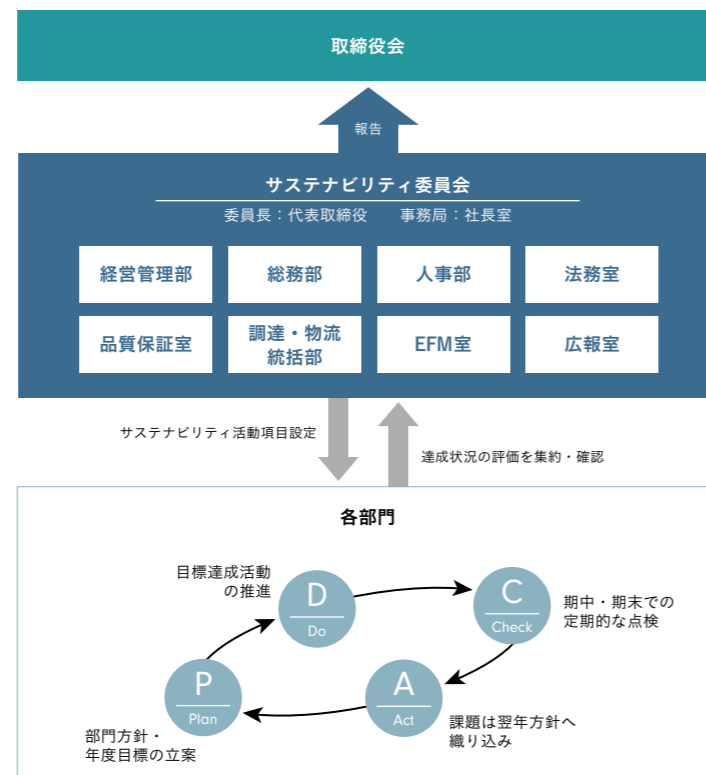 取締役会
報告
サステナビリティ委員会
委員長：代表取締役　事務局：社長室
経営管理部
総務部
人事部
法務室
品質保証室
調達・物流
統括部
EFM室
広報室
サステナビリティ活動項目設定
達成状況の評価を集約・確認
各部門
目標達成活動
の推進
D
Do
C
Check
期中・期末での
定期的な点検
P
Plan
A
Act
部門方針・
年度目標の立案
課題は翌年方針へ
織り込み